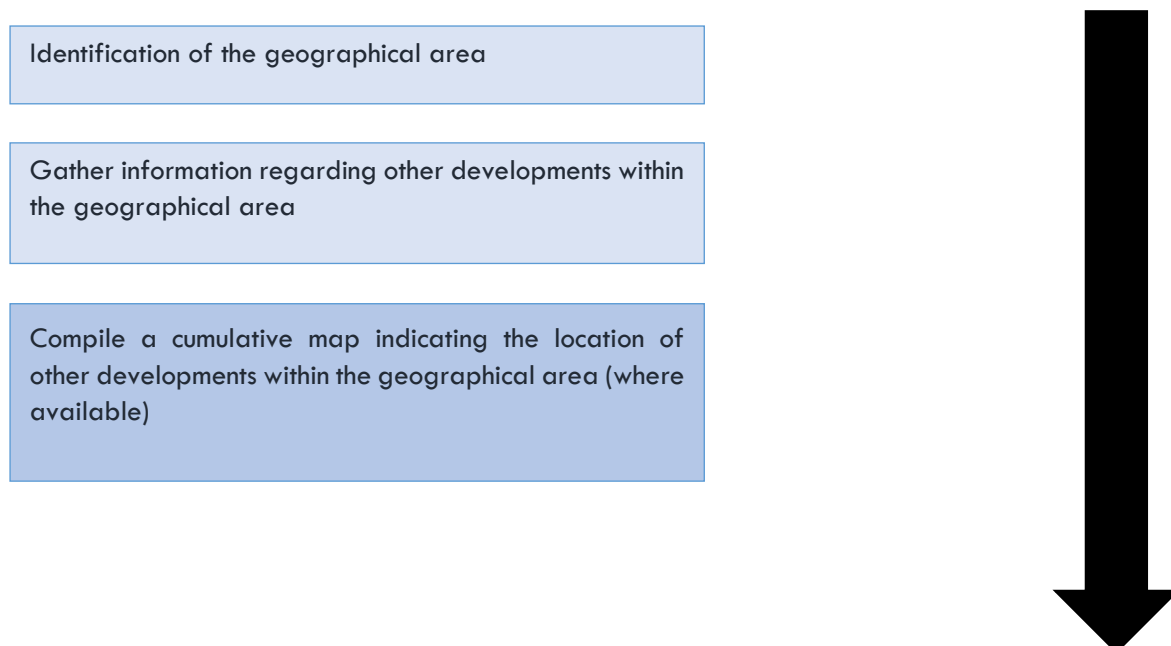 Identification of the geographical area
Gather information regarding other developments within
the geographical area
Compile a cumulative map indicating the location of
other developments within the geographical area (where
available)